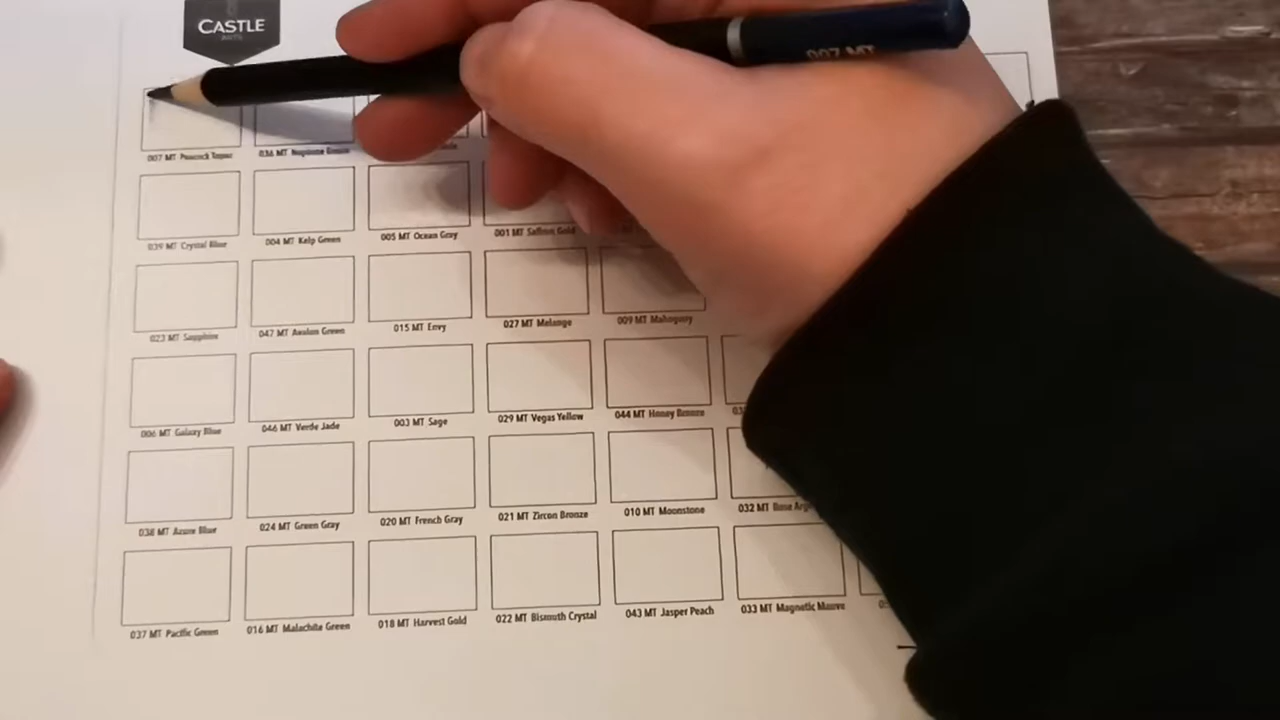 CASTLE
ARTS
007 MT
007 MT Peacock Topaz
036 MT Neptune Green
039 MT Crystal Blue
004 MT Kelp Green
005 MT Ocean Gray
001 MT Saffron Gold
023 MT Sapphire
047 MT Avalon Green
015 MT Envy
027 MT Melange
009 MT Mahogany
006 MT Galaxy Blue
046 MT Verde Jade
003 MT Sage
029 MT Vegas Yellow
044 MT Honey Bronze
038 MT Azure Blue
024 MT Green Gray
020 MT French Gray
021 MT Zircon Bronze
010 MT Moonstone
032 MT Rose
037 MT Pacific Green
016 MT Malachite Green
018 MT Harvest Gold
022 MT Bismuth Crystal
043 MT Jasper Peach
033 MT Magnetic Mauve